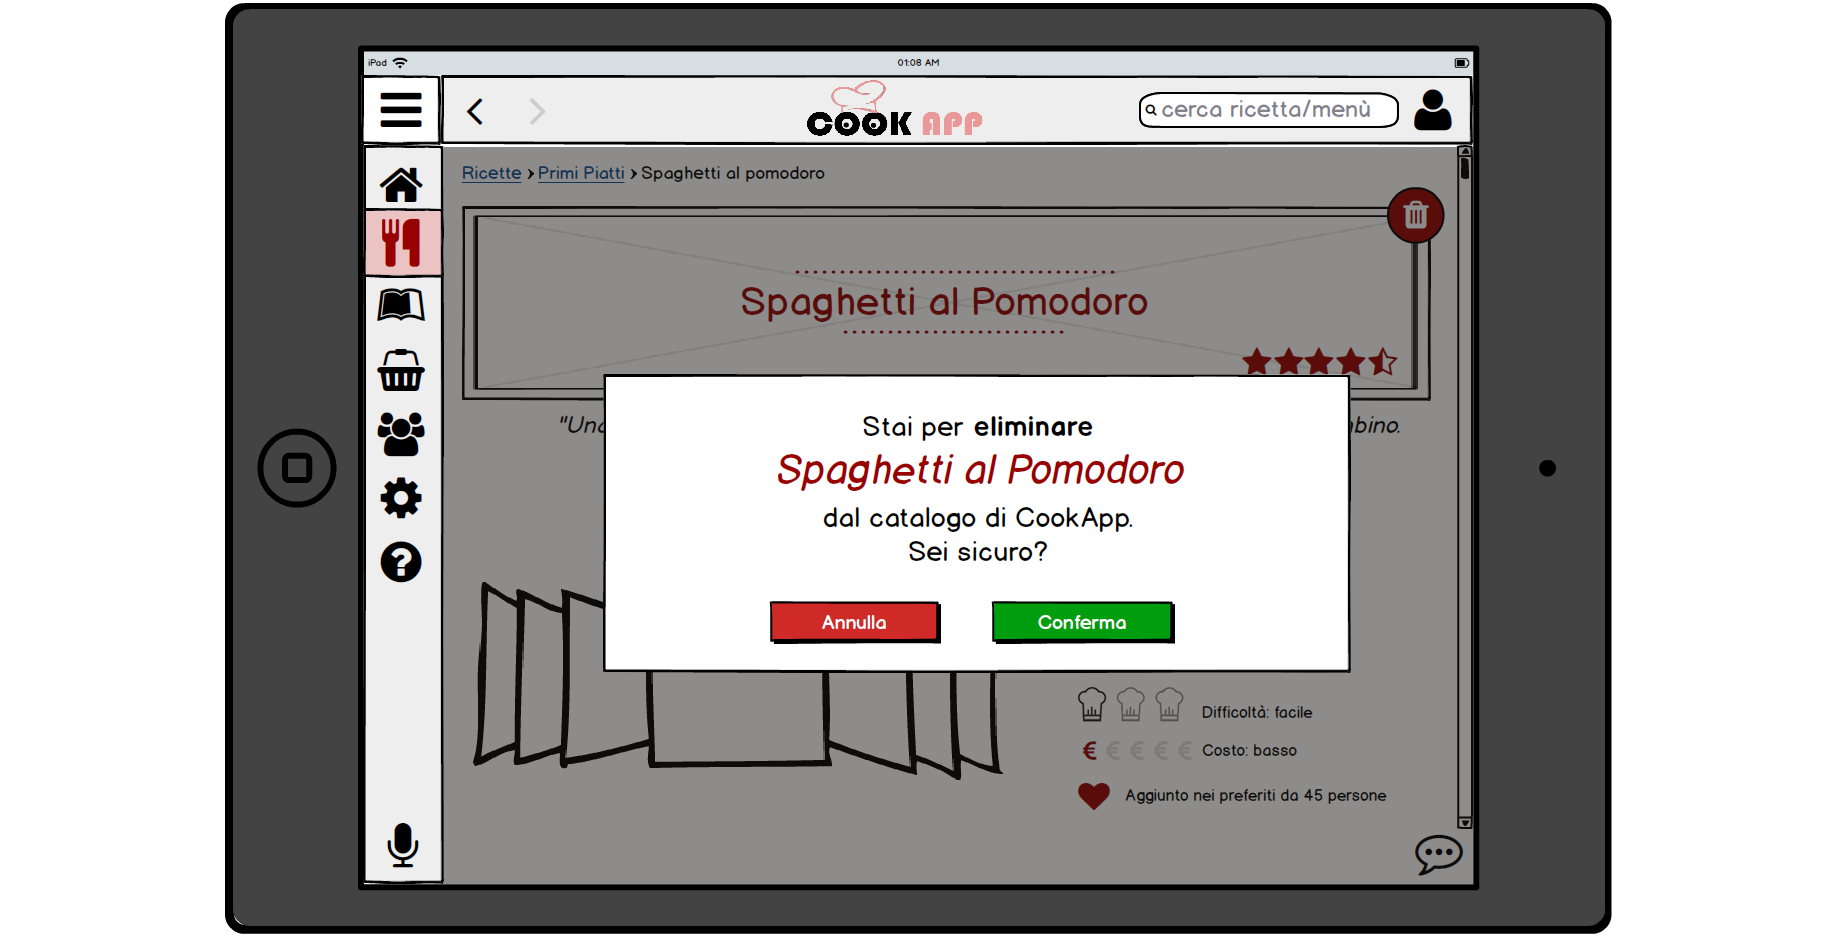 iPad
01:08 AM
COOK APP
cerca ricetta/menù
Ricette › Primi Piatti › Spaghetti al pomodoro
Spaghetti al Pomodoro
"Una
mbino.
Stai per eliminare
Spaghetti al Pomodoro
dal catalogo di CookApp.
Sei sicuro?
Annulla
Conferma
Difficoltà: facile
€ € € € € Costo: basso
Aggiunto nei preferiti da 45 persone